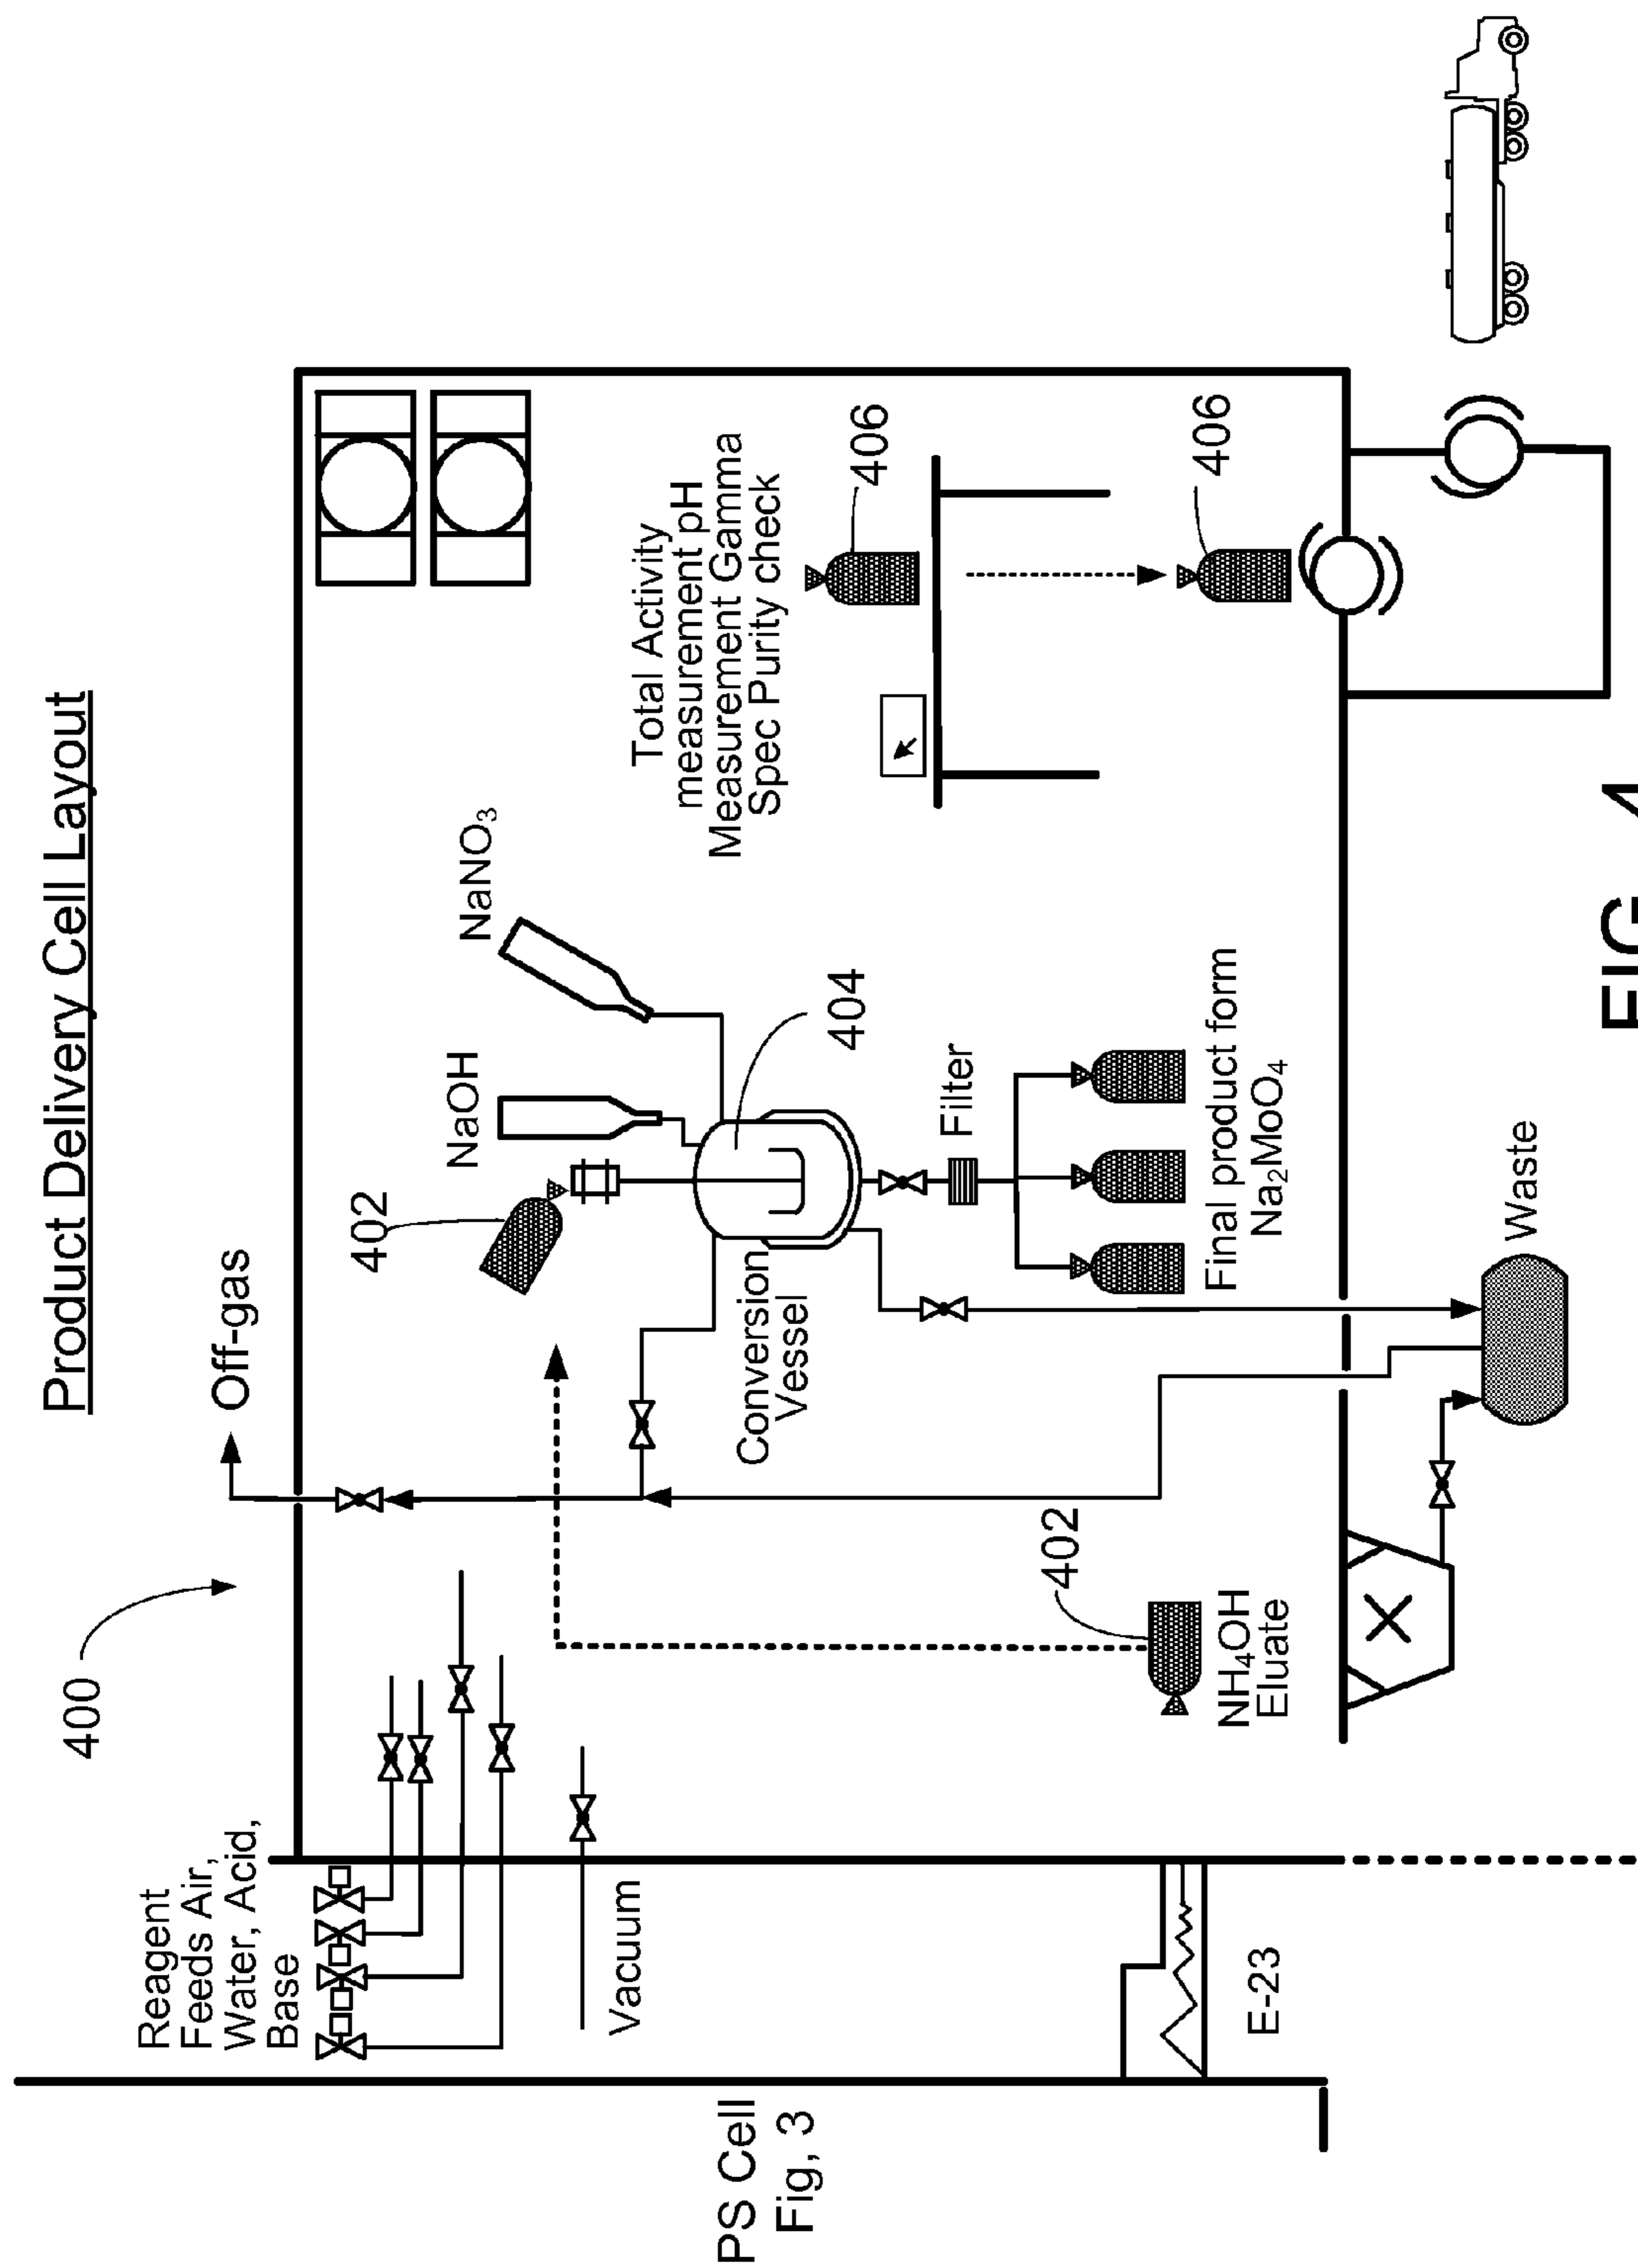 Product Delivery Cell Layout
400
Off-gas
Reagent
Feeds Air,
Water, Acid,
Base
Vacuum
402
NaOH
NaNO3
Conversion
Vessel
404
Filter
Final product form
Na2MoO4
Total Activity
measurement pH
Measurement Gamma
Spec Purity check
406
406
402
NH4OH
Eluate
E-23
PS Cell
Fig, 3
Waste
FIG. 4